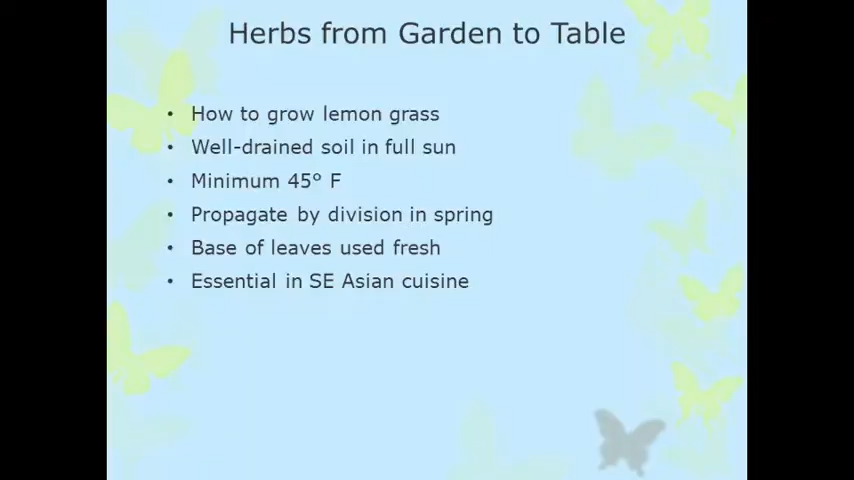 Herbs from Garden to Table
• How to grow lemon grass
• Well-drained soil in full sun
• Minimum 45° F
• Propagate by division in spring
• Base of leaves used fresh
• Essential in SE Asian cuisine